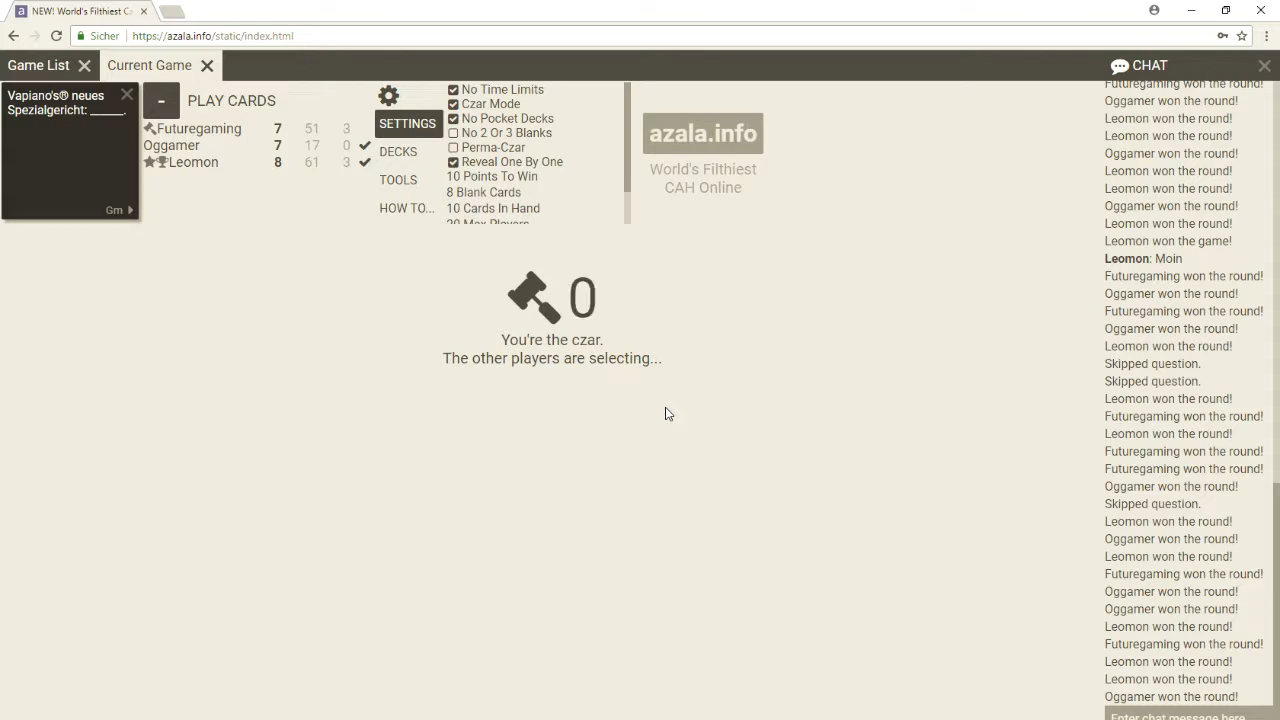 NEW! World's Filthiest C
Sicher
https://azala.info/static/index.html
Game List
Current Game
CHAT
Vapiano's® neues
Spezialgericht: ______.
Gm
-
PLAY CARDS
Futuregaming 7 51 3
Oggamer 7 17 0
Leomon 8 61 3
SETTINGS
DECKS
TOOLS
HOW TO...
No Time Limits
Czar Mode
No Pocket Decks
No 2 Or 3 Blanks
Perma-Czar
Reveal One By One
10 Points To Win
8 Blank Cards
10 Cards In Hand
20 Max Players
azala.info
World's Filthiest
CAH Online
0
You're the czar.
The other players are selecting...
Futuregaming won the round!
Oggamer won the round!
Leomon won the round!
Leomon won the round!
Oggamer won the round!
Leomon won the round!
Leomon won the round!
Oggamer won the round!
Leomon won the round!
Leomon won the game!
Leomon: Moin
Futuregaming won the round!
Oggamer won the round!
Futuregaming won the round!
Oggamer won the round!
Leomon won the round!
Skipped question.
Skipped question.
Leomon won the round!
Futuregaming won the round!
Leomon won the round!
Futuregaming won the round!
Futuregaming won the round!
Oggamer won the round!
Skipped question.
Leomon won the round!
Oggamer won the round!
Leomon won the round!
Futuregaming won the round!
Oggamer won the round!
Oggamer won the round!
Leomon won the round!
Futuregaming won the round!
Leomon won the round!
Leomon won the round!
Oggamer won the round!
Enter chat message here